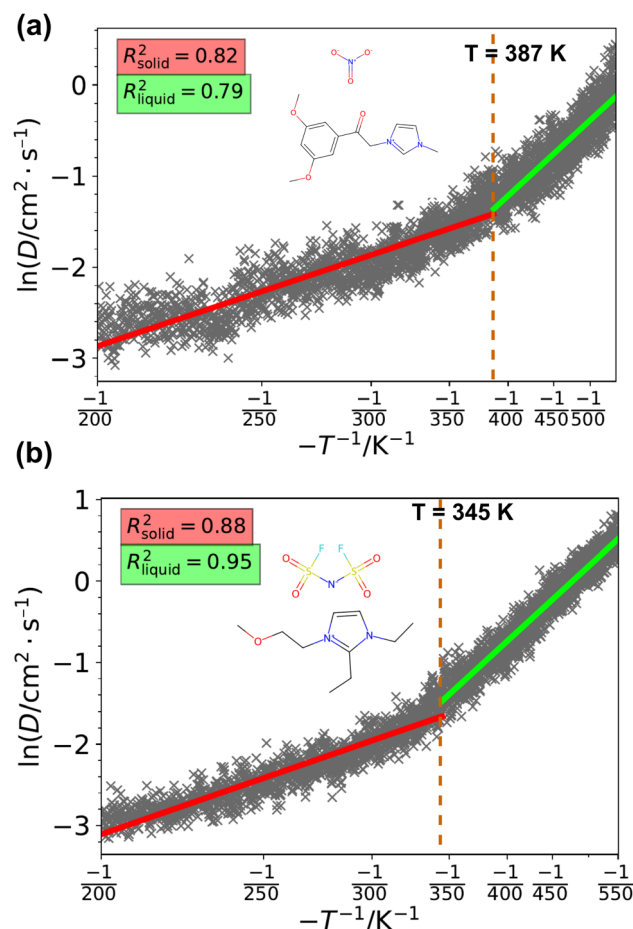 (a)
T = 387 K
R²solid = 0.82
R²liquid = 0.79
O⁻ N⁺ O⁻
O
O
O
N⁺ N
ln(D/cm² · s⁻¹)
0
−1
−2
−3
−1/200 −1/250 −1/300 −1/350 −1/400 −1/450 −1/500
−T⁻¹/K⁻¹
(b)
T = 345 K
R²solid = 0.88
R²liquid = 0.95
F F
O S S O
O N⁻ O
O N⁺ N
ln(D/cm² · s⁻¹)
1
0
−1
−2
−3
−1/200 −1/250 −1/300 −1/350 −1/400 −1/450 −1/550
−T⁻¹/K⁻¹